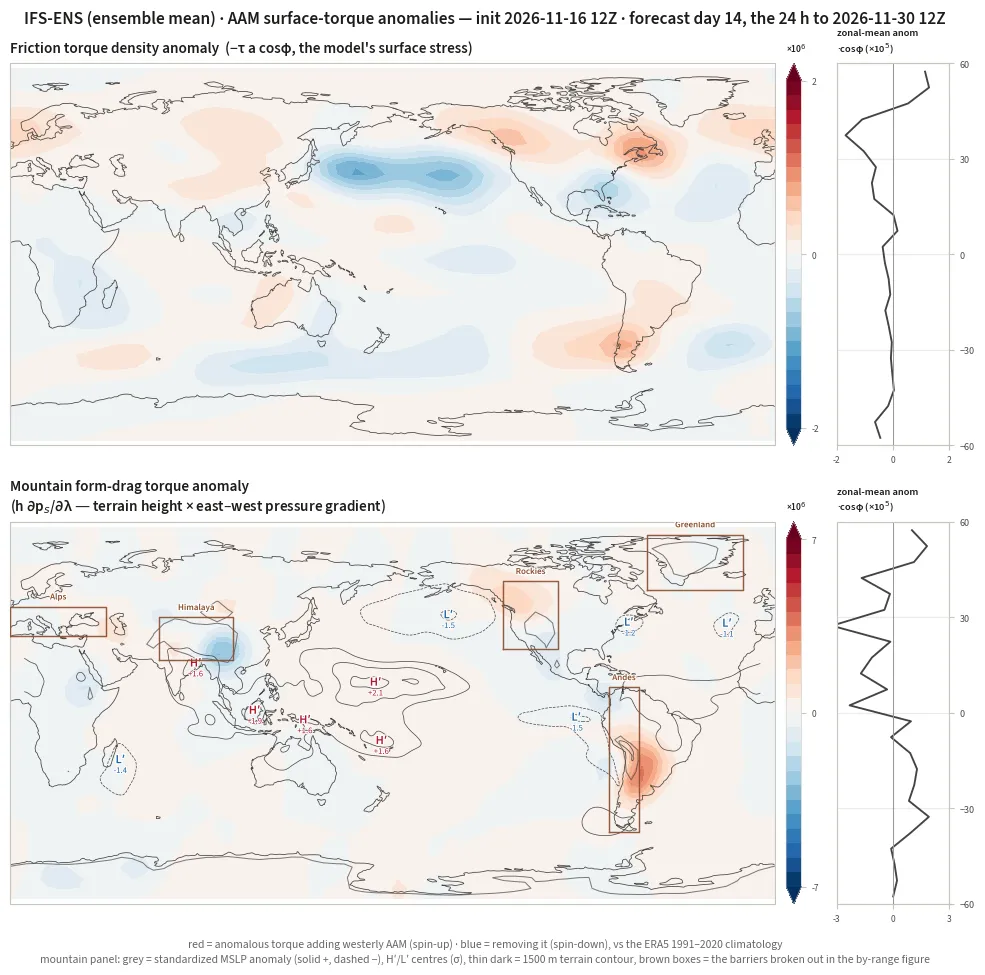 IFS-ENS (ensemble mean) · AAM surface-torque anomalies — init 2026-11-16 12Z · forecast day 14, the 24 h to 2026-11-30 12Z
Friction torque density anomaly (−τ a cosϕ, the model's surface stress)
×10⁶
zonal-mean anom
·cosϕ (×10⁵)
2
0
-2
60
30
0
−30
−60
-2
0
2
Mountain form-drag torque anomaly
(h ∂pₛ/∂λ — terrain height × east–west pressure gradient)
×10⁶
zonal-mean anom
·cosϕ (×10⁵)
Greenland
Rockies
Alps
Himalaya
Andes
L'
-1.5
L'
-1.2
L'
-1.1
H'
+1.6
H'
+2.1
H'
H'
+1.6
H'
+1.6
L'
-1.5
L'
-1.4
7
0
-7
60
30
0
−30
−60
-3
0
3
red = anomalous torque adding westerly AAM (spin-up) · blue = removing it (spin-down), vs the ERA5 1991–2020 climatology
mountain panel: grey = standardized MSLP anomaly (solid +, dashed –), H'/L' centres (σ), thin dark = 1500 m terrain contour, brown boxes = the barriers broken out in the by-range figure